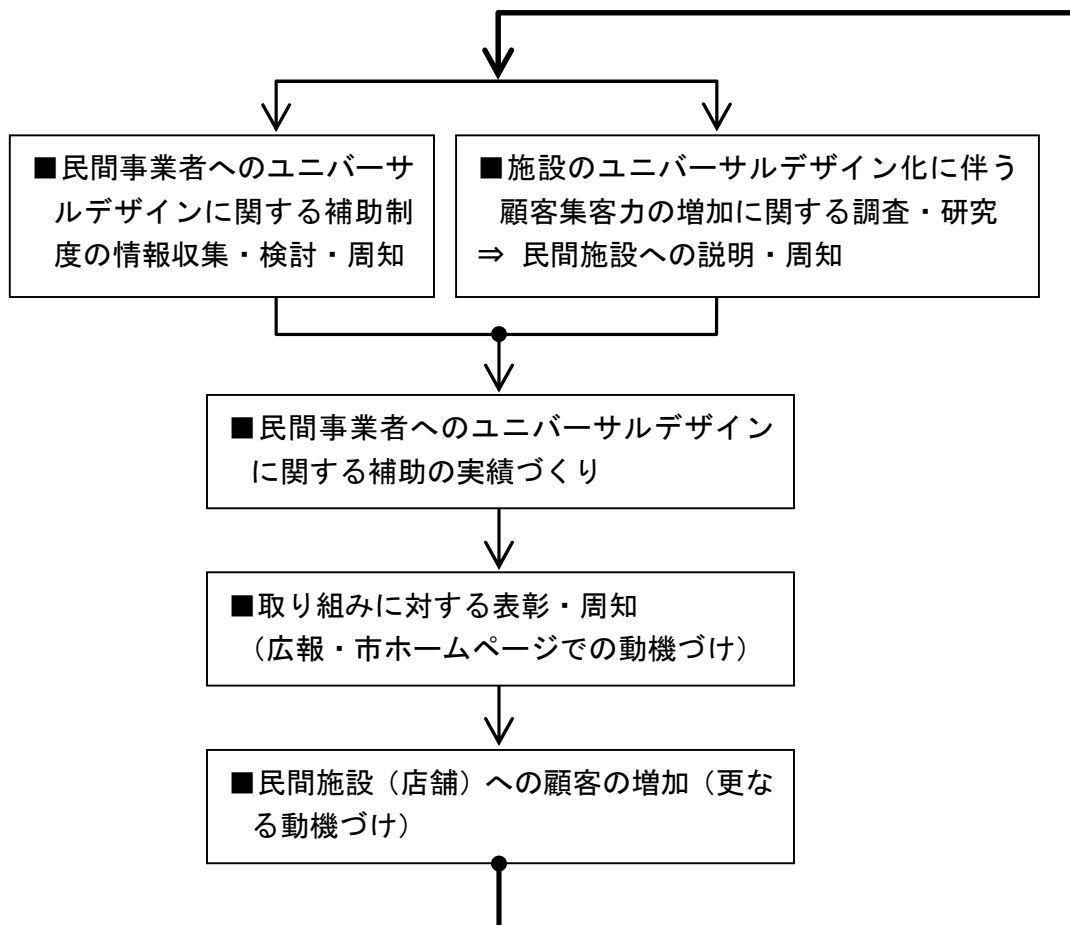 ■民間事業者へのユニバーサ
ルデザインに関する補助制
度の情報収集・検討・周知
■施設のユニバーサルデザイン化に伴う
顧客集客力の増加に関する調査・研究
⇒ 民間施設への説明・周知
■民間事業者へのユニバーサルデザイン
に関する補助の実績づくり
■取り組みに対する表彰・周知
（広報・市ホームページでの動機づけ）
■民間施設（店舗）への顧客の増加（更な
る動機づけ）